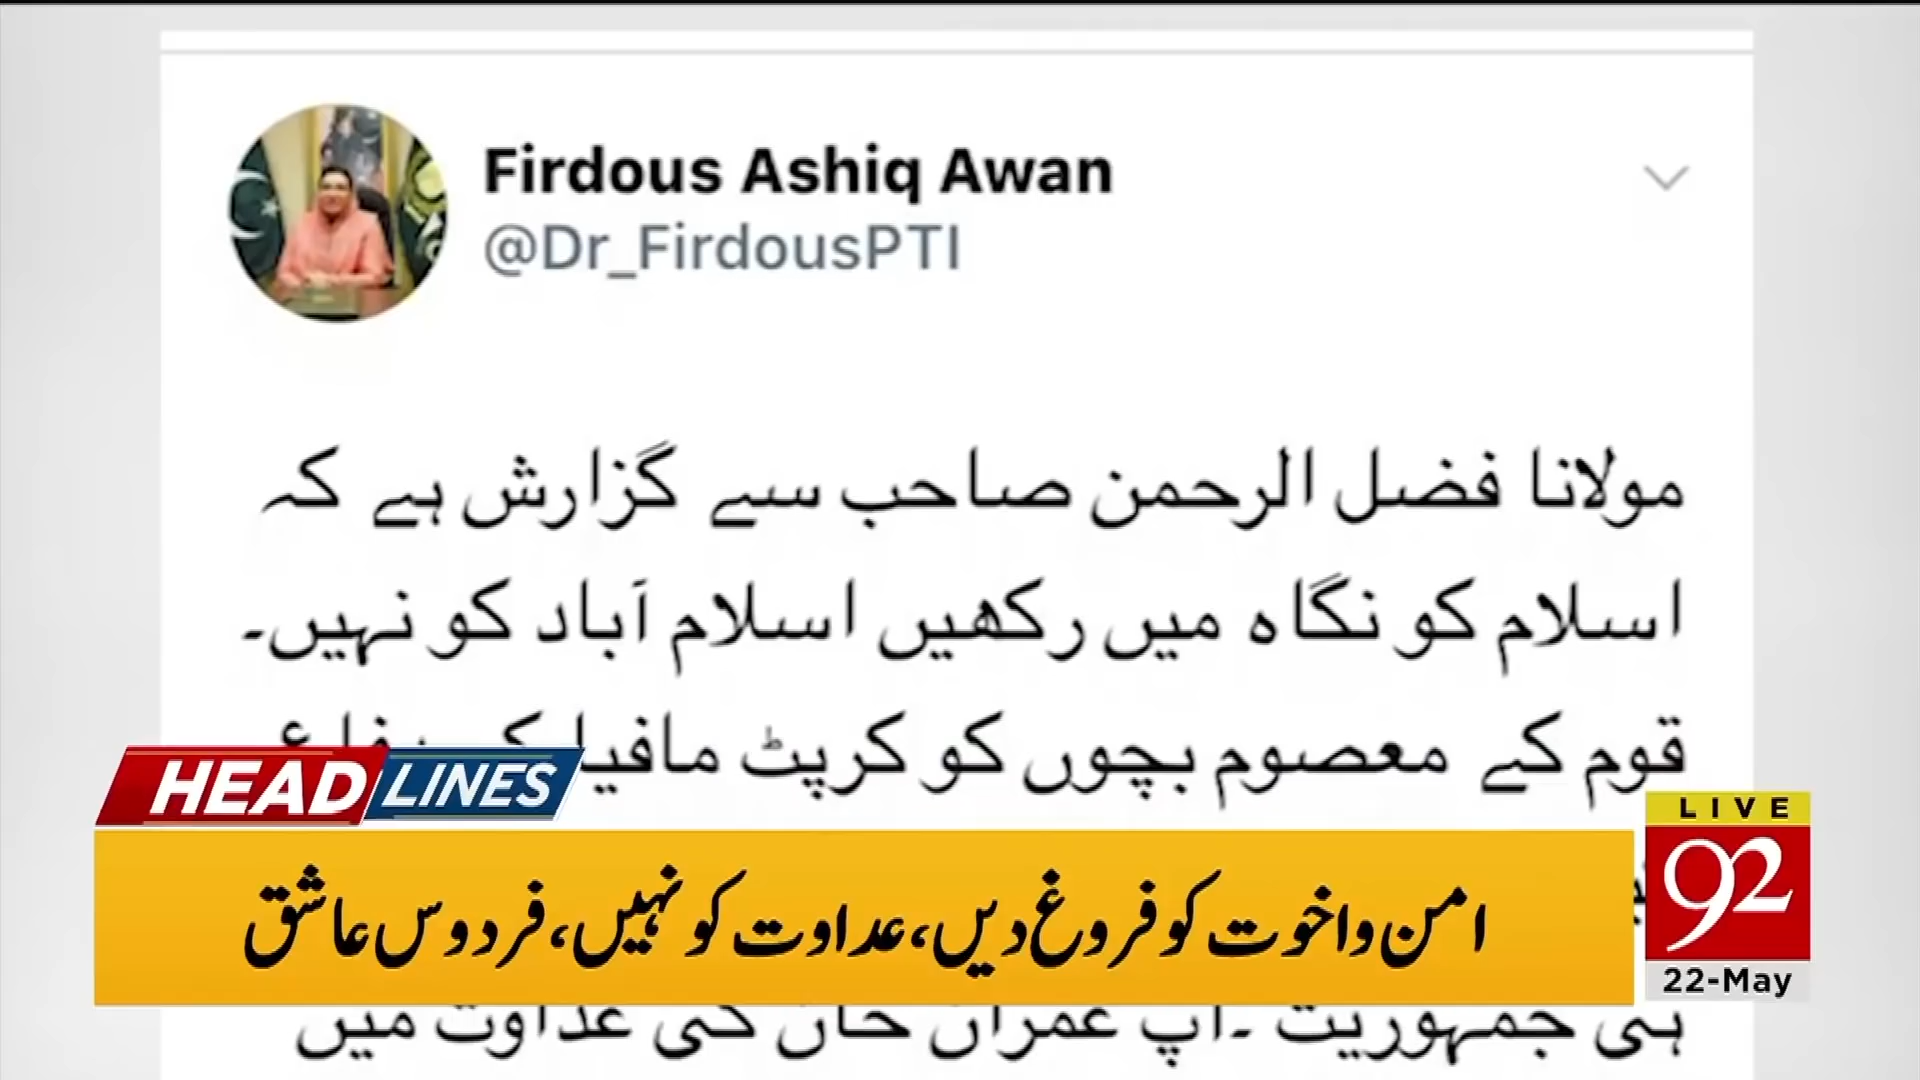 Firdous Ashiq Awan
@Dr_FirdousPTI
مولانا فضل الرحمن صاحب سے گزارش ہے کہ
اسلام کو نگاہ میں رکھیں اسلام آباد کو نہیں۔
قوم کے معصوم بچوں کو کرپٹ مافیا
HEADLINES
LIVE
92
22-May
امن واخوت کو فروغ دیں، عداوت کو نہیں، فردوس عاشق
ہی جمہوریت ۔آپ عمران خان کی عداوت میں